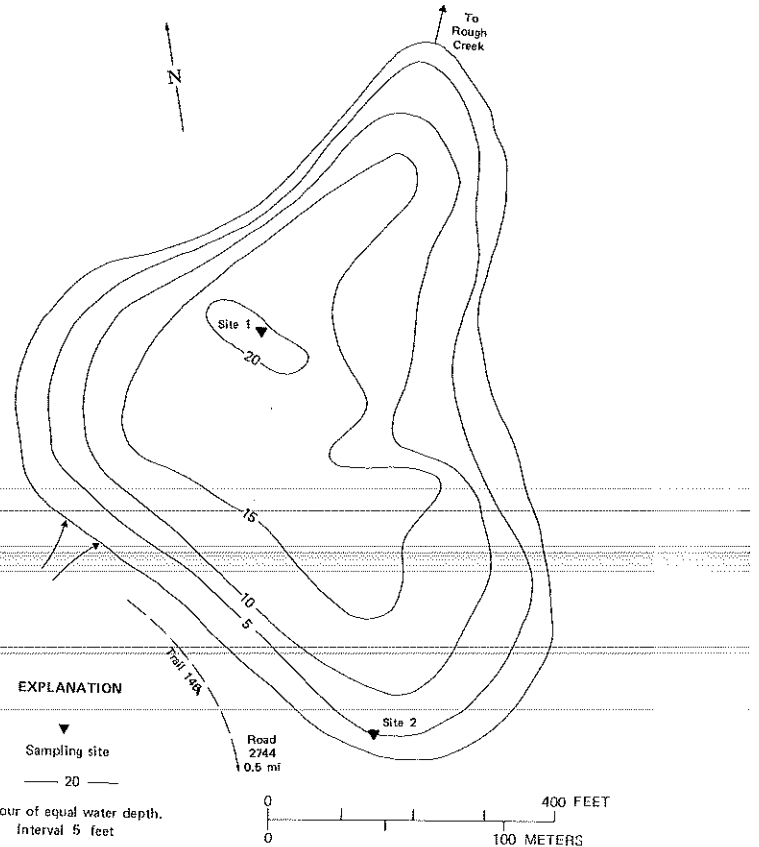 To
Rough
Creek
N
Site 1
20
15
10
5
Trail 148
Site 2
Road
2744
0.5 mi
EXPLANATION
Sampling site
20
our of equal water depth.
Interval 5 feet
0 400 FEET
0 100 METERS